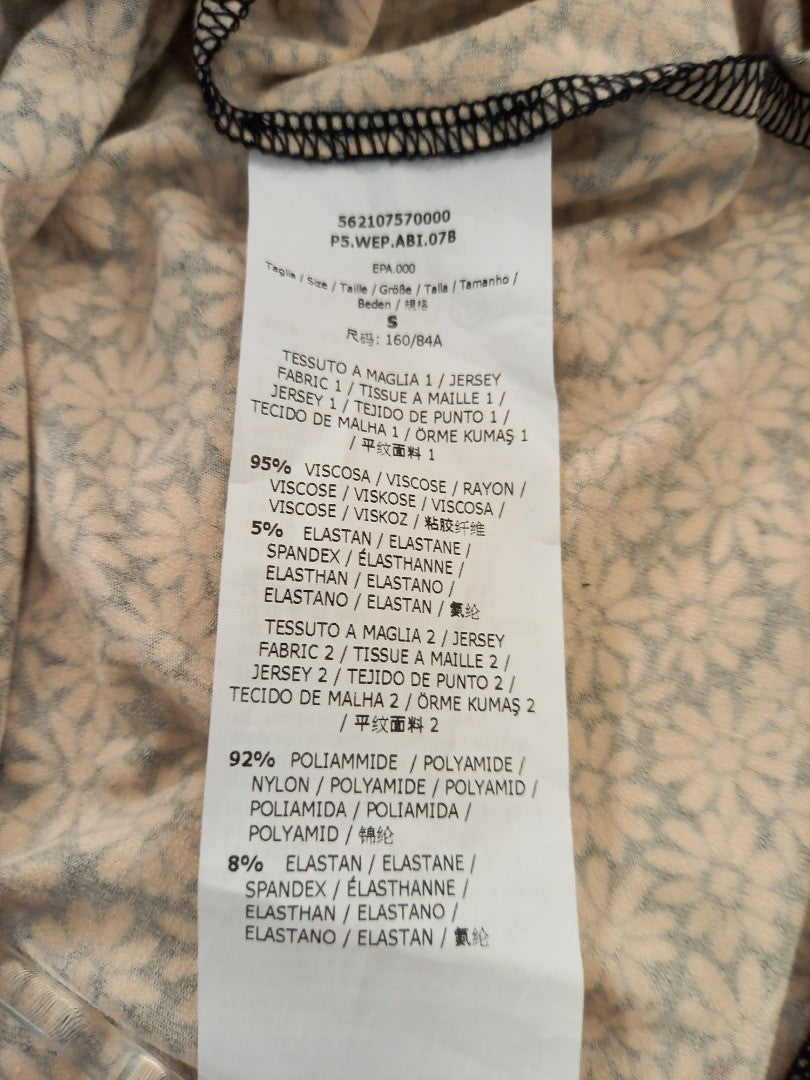 562107570000
P5.WEP.ABI.07B
EPA.000
Taglia / Size / Taille / Größe / Talla / Tamanho /
Beden / 規格
S
尺码: 160/84A
TESSUTO A MAGLIA 1 / JERSEY
FABRIC 1 / TISSUE A MAILLE 1 /
JERSEY 1 / TEJIDO DE PUNTO 1 /
TECIDO DE MALHA 1 / ÖRME KUMAŞ 1
/ 平纹面料 1
95% VISCOSA / VISCOSE / RAYON /
VISCOSE / VISKOSE / VISCOSA /
VISCOSE / VISKOZ / 粘胶纤维
5% ELASTAN / ELASTANE /
SPANDEX / ÉLASTHANNE /
ELASTHAN / ELASTANO /
ELASTANO / ELASTAN / 氨纶
TESSUTO A MAGLIA 2 / JERSEY
FABRIC 2 / TISSUE A MAILLE 2 /
JERSEY 2 / TEJIDO DE PUNTO 2 /
TECIDO DE MALHA 2 / ÖRME KUMAŞ 2
/ 平纹面料 2
92% POLIAMMIDE / POLYAMIDE /
NYLON / POLYAMIDE / POLYAMID /
POLIAMIDA / POLIAMIDA /
POLYAMID / 锦纶
8% ELASTAN / ELASTANE /
SPANDEX / ÉLASTHANNE /
ELASTHAN / ELASTANO /
ELASTANO / ELASTAN / 氨纶